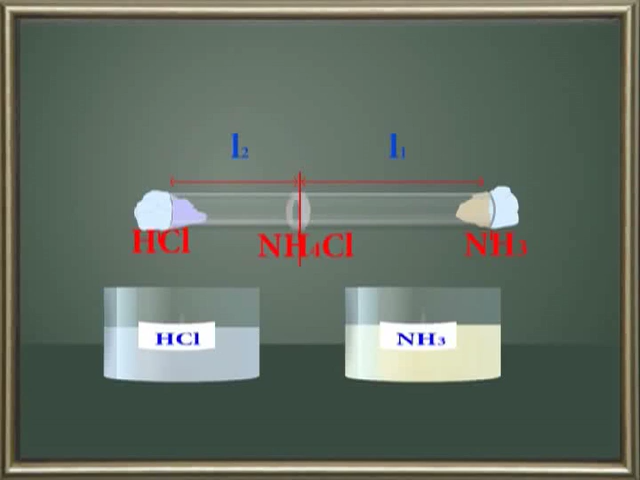 l₂ l₁
HCl NH₄Cl NH₃
HCl NH₃